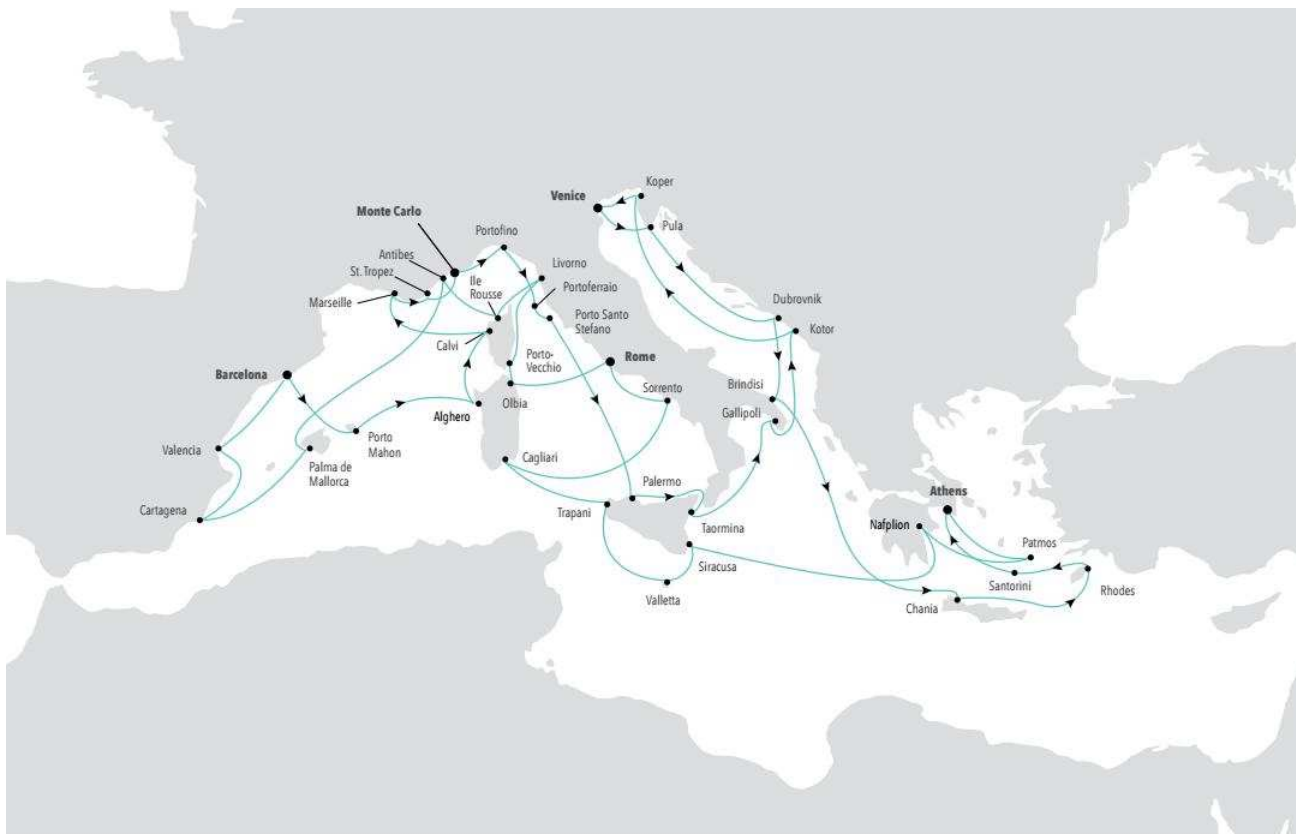 Koper
Venice
Pula
Monte Carlo
Portofino
Antibes
Livorno
St. Tropez
Ile
Rousse
Portoferraio
Marseille
Dubrovnik
Porto Santo
Stefano
Kotor
Calvi
Porto-
Vecchio
Rome
Barcelona
Brindisi
Sorrento
Olbia
Alghero
Gallipoli
Porto
Mahon
Valencia
Palma de
Mallorca
Cagliari
Palermo
Athens
Cartagena
Trapani
Taormina
Nafplion
Patmos
Siracusa
Santorini
Rhodes
Valletta
Chania